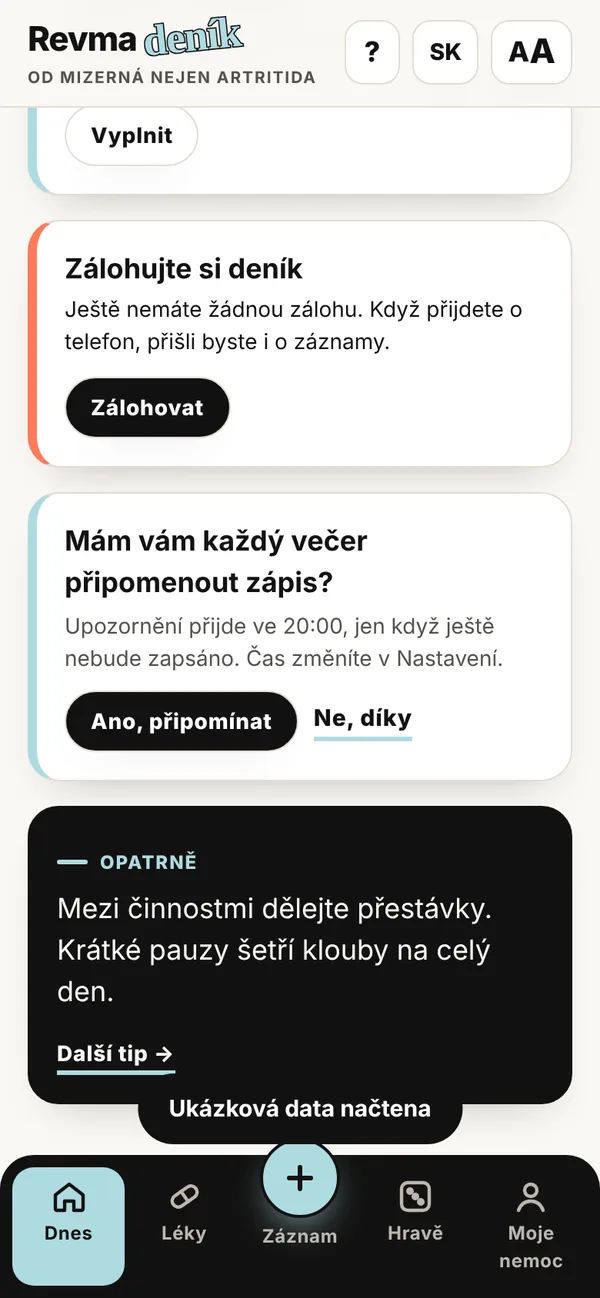 Revma deník
OD MIZERNÁ NEJEN ARTRITIDA
?
SK
AA
Vyplnit
Zálohujte si deník
Ještě nemáte žádnou zálohu. Když přijdete o
telefon, přišli byste i o záznamy.
Zálohovat
Mám vám každý večer
připomenout zápis?
Upozornění přijde ve 20:00, jen když ještě
nebude zapsáno. Čas změníte v Nastavení.
Ano, připomínat
Ne, díky
OPATRNĚ
Mezi činnostmi dělejte přestávky.
Krátké pauzy šetří klouby na celý
den.
Další tip →
Ukázková data načtena
+
Dnes
Léky
Záznam
Hravě
Moje
nemoc